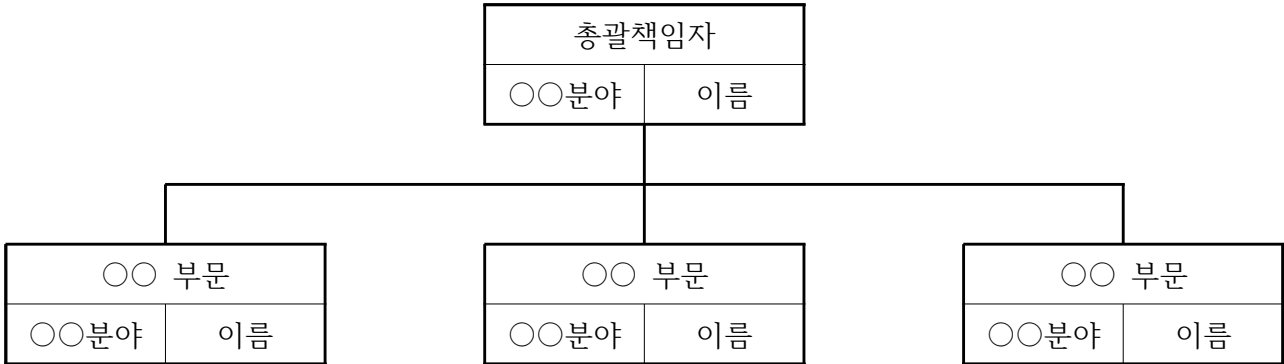 총괄책임자
○○분야 이름
○○ 부문 ○○ 부문 ○○ 부문
○○분야 이름 ○○분야 이름 ○○분야 이름